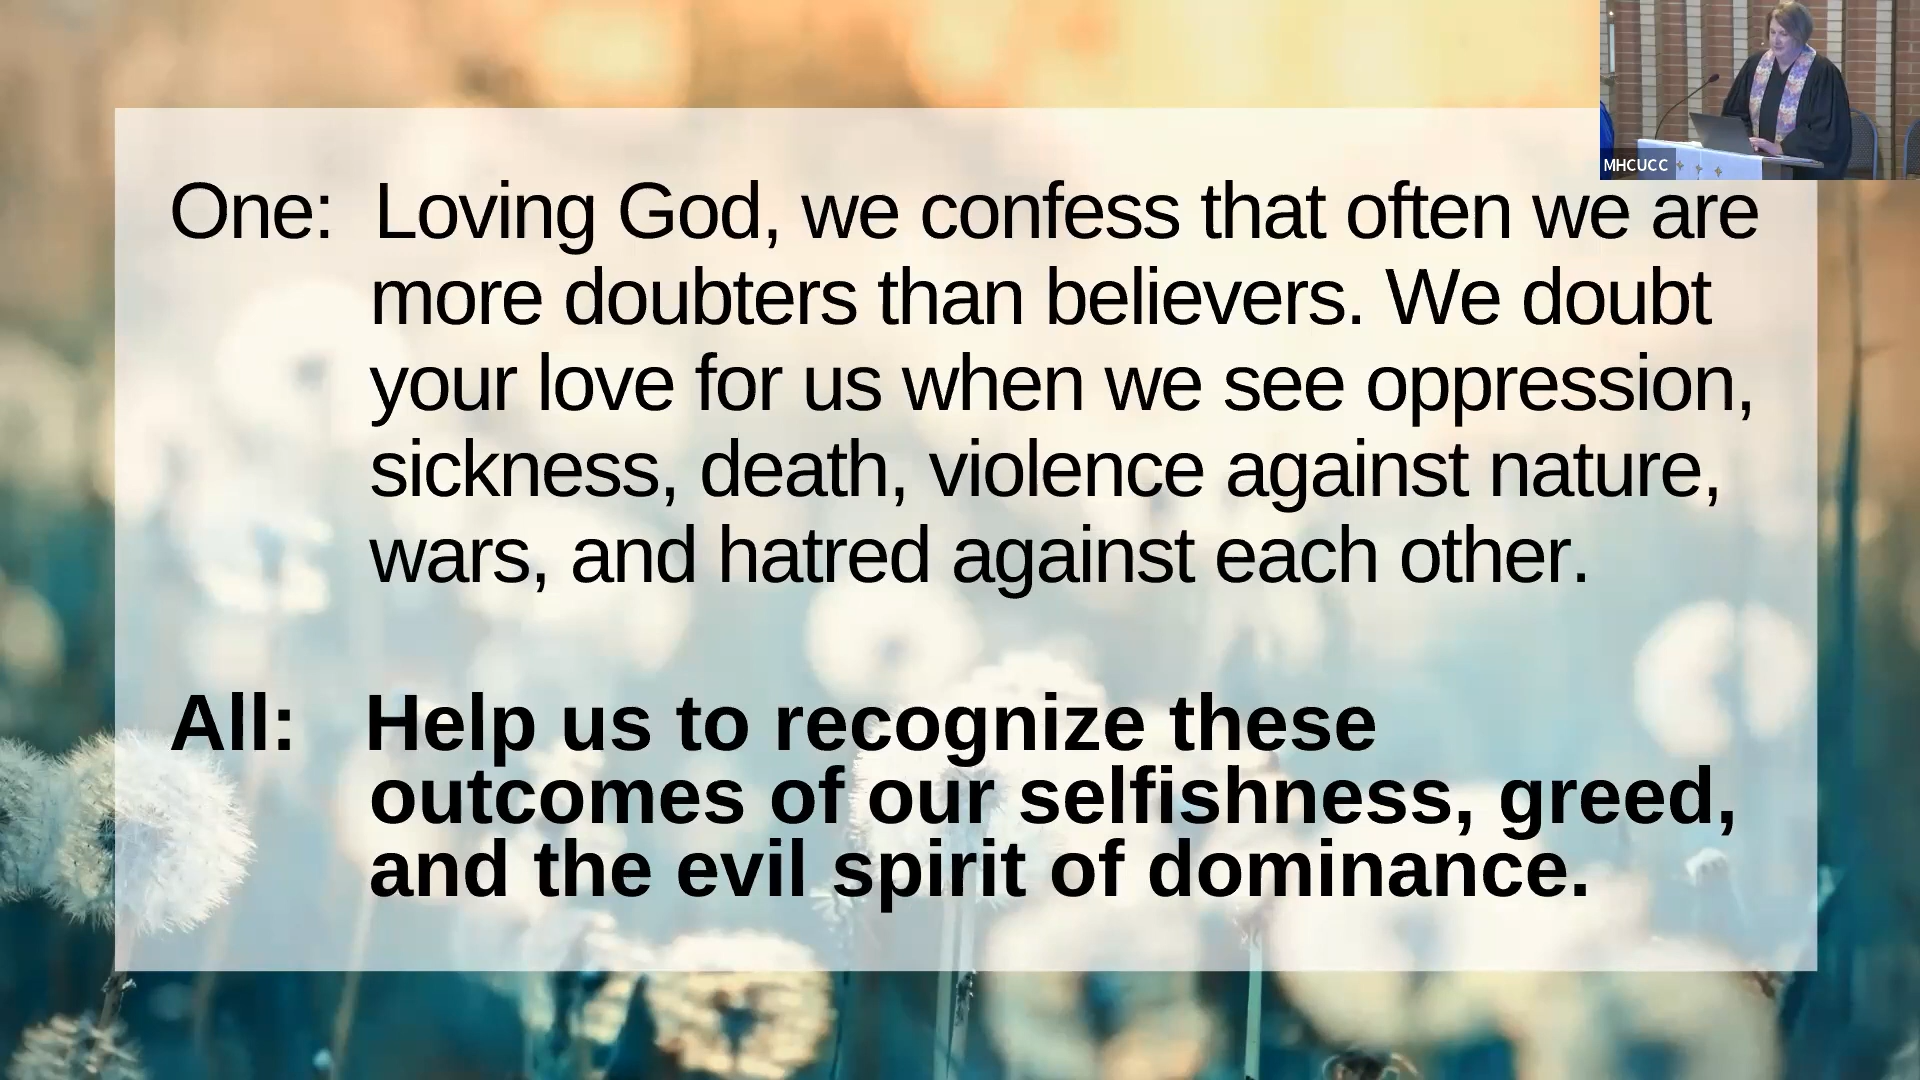 MHCUCC
One: Loving God, we confess that often we are
more doubters than believers. We doubt
your love for us when we see oppression,
sickness, death, violence against nature,
wars, and hatred against each other.
All: Help us to recognize these
outcomes of our selfishness, greed,
and the evil spirit of dominance.